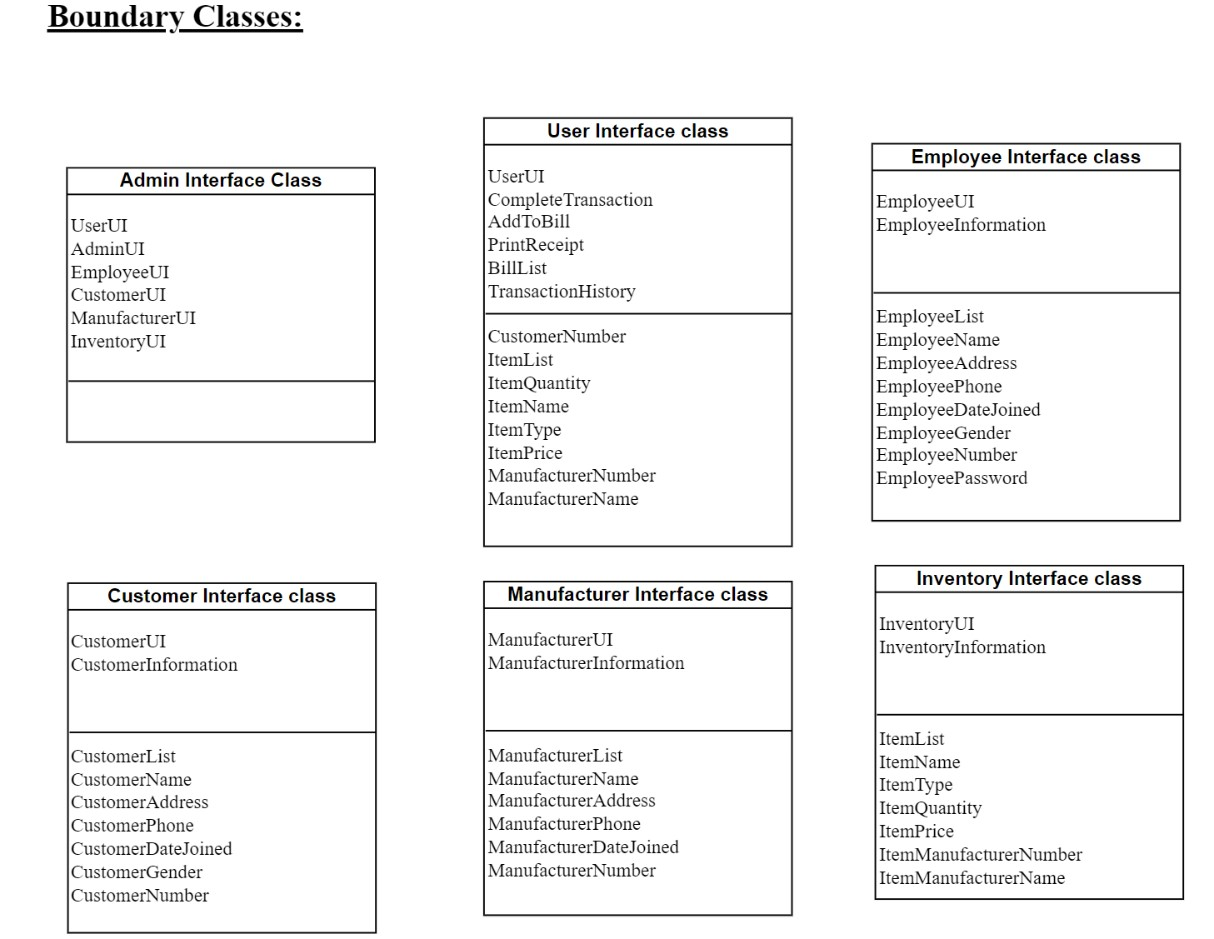 Boundary Classes:
Admin Interface Class
UserUI
AdminUI
EmployeeUI
CustomerUI
ManufacturerUI
InventoryUI
User Interface class
UserUI
CompleteTransaction
AddToBill
PrintReceipt
BillList
TransactionHistory
CustomerNumber
ItemList
ItemQuantity
ItemName
ItemType
ItemPrice
ManufacturerNumber
ManufacturerName
Employee Interface class
EmployeeUI
EmployeeInformation
EmployeeList
EmployeeName
EmployeeAddress
EmployeePhone
EmployeeDateJoined
EmployeeGender
EmployeeNumber
EmployeePassword
Customer Interface class
CustomerUI
CustomerInformation
CustomerList
CustomerName
CustomerAddress
CustomerPhone
CustomerDateJoined
CustomerGender
CustomerNumber
Manufacturer Interface class
ManufacturerUI
ManufacturerInformation
ManufacturerList
ManufacturerName
ManufacturerAddress
ManufacturerPhone
ManufacturerDateJoined
ManufacturerNumber
Inventory Interface class
InventoryUI
InventoryInformation
ItemList
ItemName
ItemType
ItemQuantity
ItemPrice
ItemManufacturerNumber
ItemManufacturerName